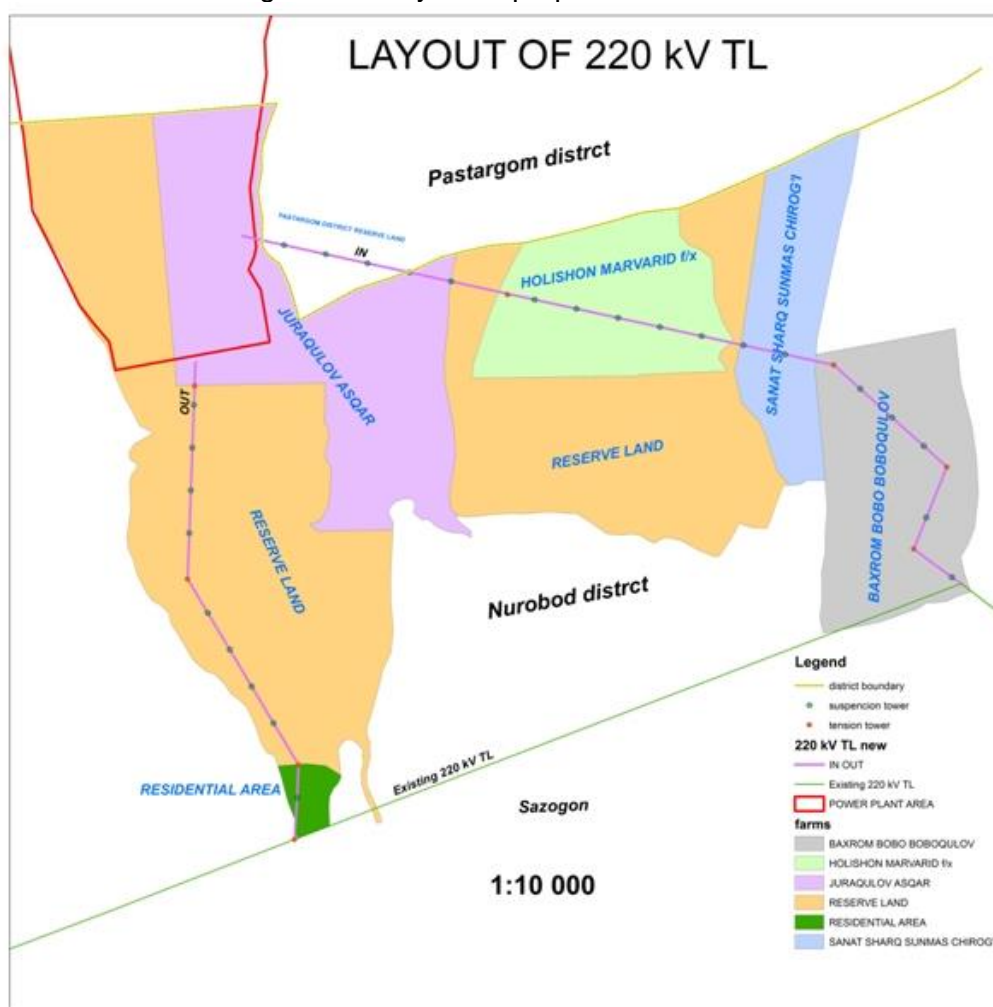 LAYOUT OF 220 kV TL
Pastargom distrct
PASTARGOM DISTRICT RESERVE LAND
IN
HOLISHON MARVARID f/x
SANAT SHARQ SUNMAS CHIROG'I
JURAQULOV ASQAR
OUT
RESERVE LAND
BAXROM BOBO BOBOQULOV
RESERVE LAND
Nurobod distrct
Existing 220 kV TL
RESIDENTIAL AREA
Sazogon
1:10 000
Legend
district boundary
suspencion tower
tension tower
220 kV TL new
IN OUT
Existing 220 kV TL
POWER PLANT AREA
farms
BAXROM BOBO BOBOQULOV
HOLISHON MARVARID f/x
JURAQULOV ASQAR
RESERVE LAND
RESIDENTIAL AREA
SANAT SHARQ SUNMAS CHIROG'